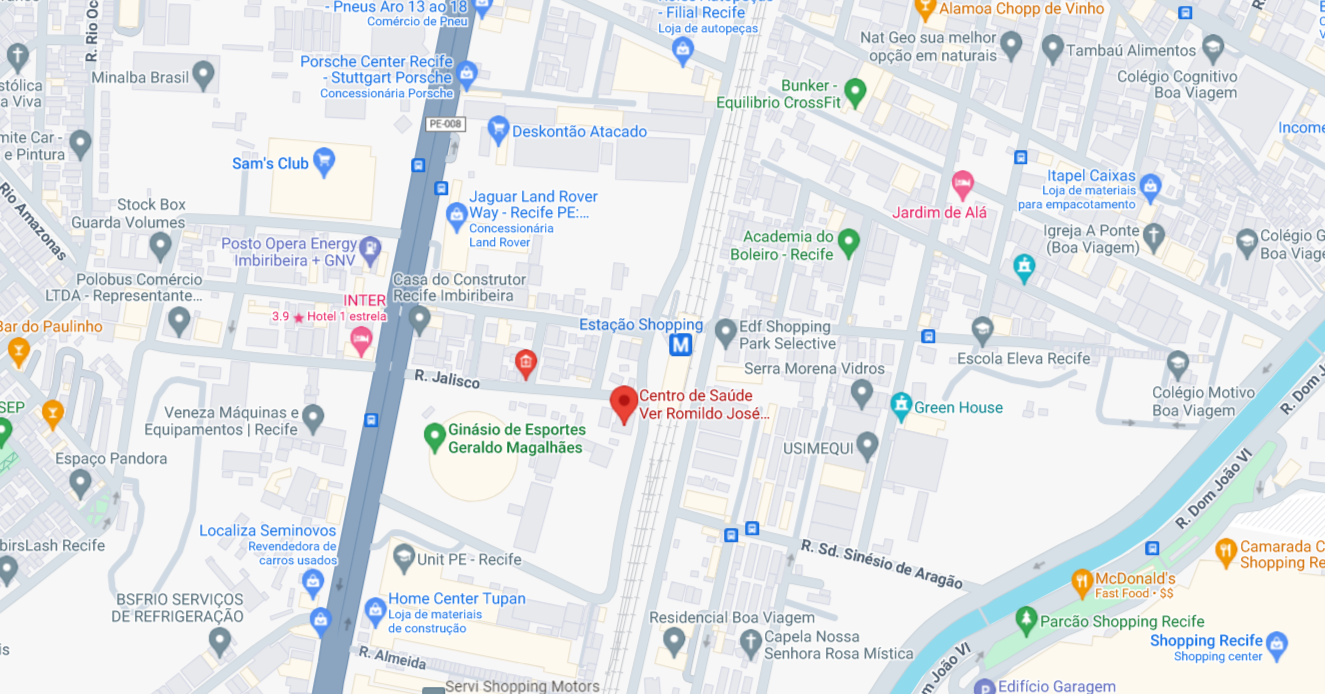 - Pneus Aro 13 ao 18
Comércio de Pneu
- Filial Recife
Loja de autopeças
Alamoa Chopp de Vinho
Nat Geo sua melhor
opção em naturais
Tambaú Alimentos
Colégio Cognitivo
Boa Viagem
Minalba Brasil
Porsche Center Recife
- Stuttgart Porsche
Concessionária Porsche
Bunker -
Equilibrio CrossFit
PE-008
Deskontão Atacado
Sam's Club
a Viva
e Pintura
Rio Amazonas
Stock Box
Guarda Volumes
Jaguar Land Rover
Way - Recife PE:...
Concessionária
Land Rover
Itapel Caixas
Loja de materiais
para empacotamento
Jardim de Alá
Igreja A Ponte
(Boa Viagem)
Colégio G
Boa Viage
Academia do
Boleiro - Recife
Posto Opera Energy
Imbiribeira + GNV
Polobus Comércio
LTDA - Representante...
Casa do Construtor
Recife Imbiribeira
INTER
3.9 ★ Hotel 1 estrela
Bar do Paulinho
Estação Shopping
M
Edf Shopping
Park Selective
Serra Morena Vidros
Escola Eleva Recife
Colégio Motivo
Boa Viagem
R. Jalisco
Centro de Saúde
Ver Romildo José...
Green House
R. Dom J
SEP
Veneza Máquinas e
Equipamentos | Recife
Ginásio de Esportes
Geraldo Magalhães
USIMEQUI
Espaço Pandora
R. Dom João VI
Localiza Seminovos
Revendedora de
carros usados
birsLash Recife
Unit PE - Recife
R. Sd. Sinésio de Aragão
Camarada C
Shopping Re
McDonald's
Fast Food • $$
BSFRIO SERVIÇOS
DE REFRIGERAÇÃO
Home Center Tupan
Loja de materiais
de construção
Residencial Boa Viagem
Capela Nossa
Senhora Rosa Mística
Parcão Shopping Recife
Shopping Recife
Shopping center
R. Almeida
m João VI
Servi Shopping Motors
P
Edifício Garagem